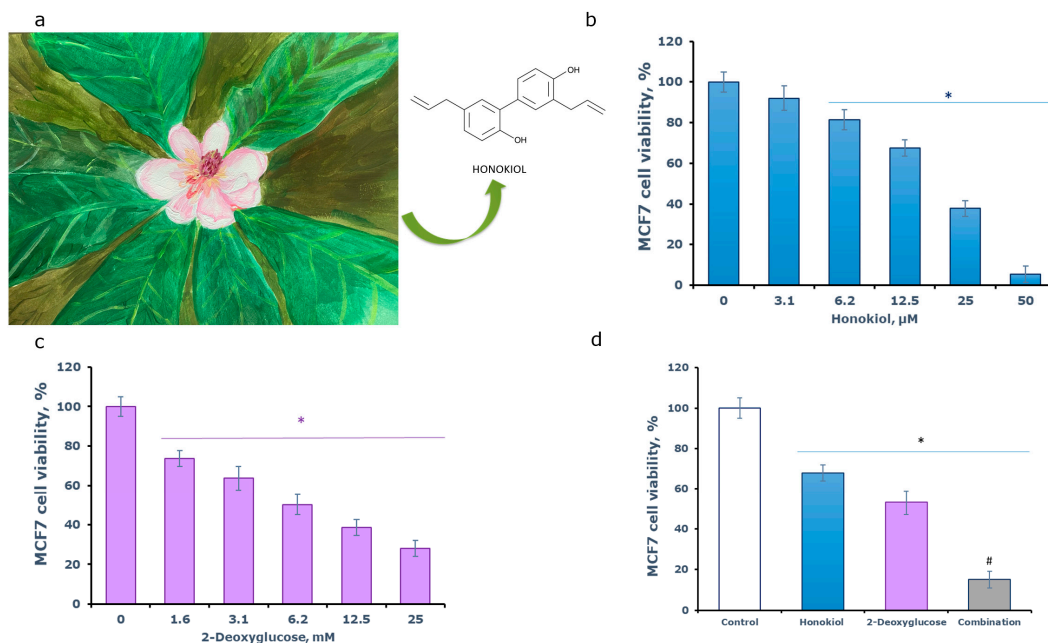 a
OH
OH
HONOKIOL
b
MCF7 cell viability, %
120
100
80
60
40
20
0
*
0 3.1 6.2 12.5 25 50
Honokiol, µM
c
MCF7 cell viability, %
120
100
80
60
40
20
0
*
0 1.6 3.1 6.2 12.5 25
2-Deoxyglucose, mM
d
MCF7 cell viability, %
120
100
80
60
40
20
0
*
#
Control Honokiol 2-Deoxyglucose Combination